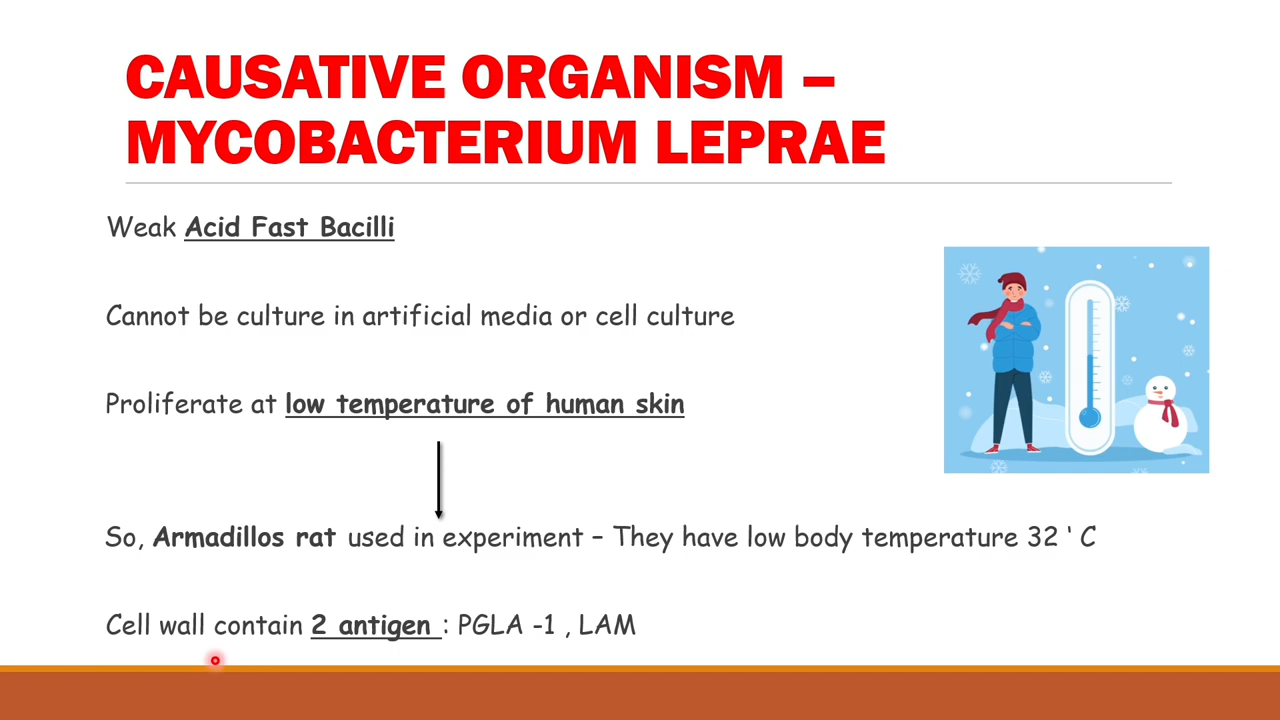 CAUSATIVE ORGANISM –
MYCOBACTERIUM LEPRAE
Weak Acid Fast Bacilli
Cannot be culture in artificial media or cell culture
Proliferate at low temperature of human skin
So, Armadillos rat used in experiment – They have low body temperature 32 ' C
Cell wall contain 2 antigen : PGLA -1 , LAM